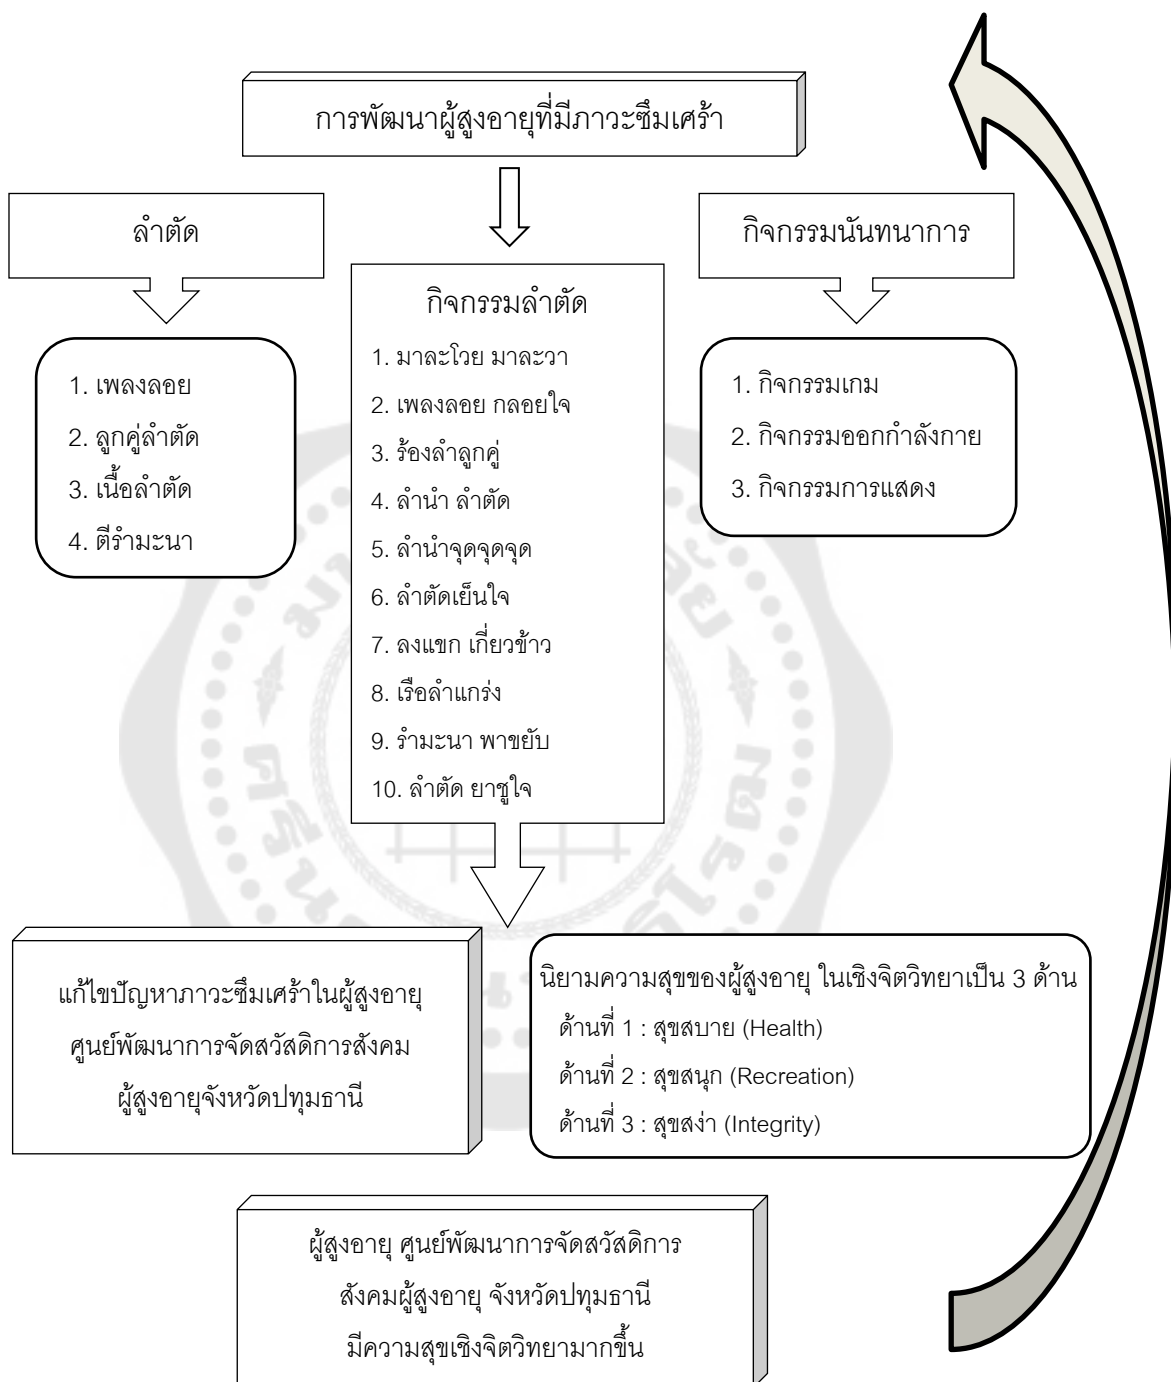 การพัฒนาผู้สูงอายุที่มีภาวะซึมเศร้า
ลำตัด
1. เพลงลอย
2. ลูกคู่ลำตัด
3. เนื้อลำตัด
4. ตีรำมะนา
กิจกรรมลำตัด
1. มาละโวย มาละวา
2. เพลงลอย กลอยใจ
3. ร้องลำลูกคู่
4. ลำนำ ลำตัด
5. ลำนำจุดจุดจุด
6. ลำตัดเย็นใจ
7. ลงแขก เกี่ยวข้าว
8. เรือลำแกร่ง
9. รำมะนา พาขยับ
10. ลำตัด ยาชูใจ
กิจกรรมนันทนาการ
1. กิจกรรมเกม
2. กิจกรรมออกกำลังกาย
3. กิจกรรมการแสดง
แก้ไขปัญหาภาวะซึมเศร้าในผู้สูงอายุ
ศูนย์พัฒนาการจัดสวัสดิการสังคม
ผู้สูงอายุจังหวัดปทุมธานี
นิยามความสุขของผู้สูงอายุ ในเชิงจิตวิทยาเป็น 3 ด้าน
ด้านที่ 1 : สุขสบาย (Health)
ด้านที่ 2 : สุขสนุก (Recreation)
ด้านที่ 3 : สุขสง่า (Integrity)
ผู้สูงอายุ ศูนย์พัฒนาการจัดสวัสดิการ
สังคมผู้สูงอายุ จังหวัดปทุมธานี
มีความสุขเชิงจิตวิทยามากขึ้น